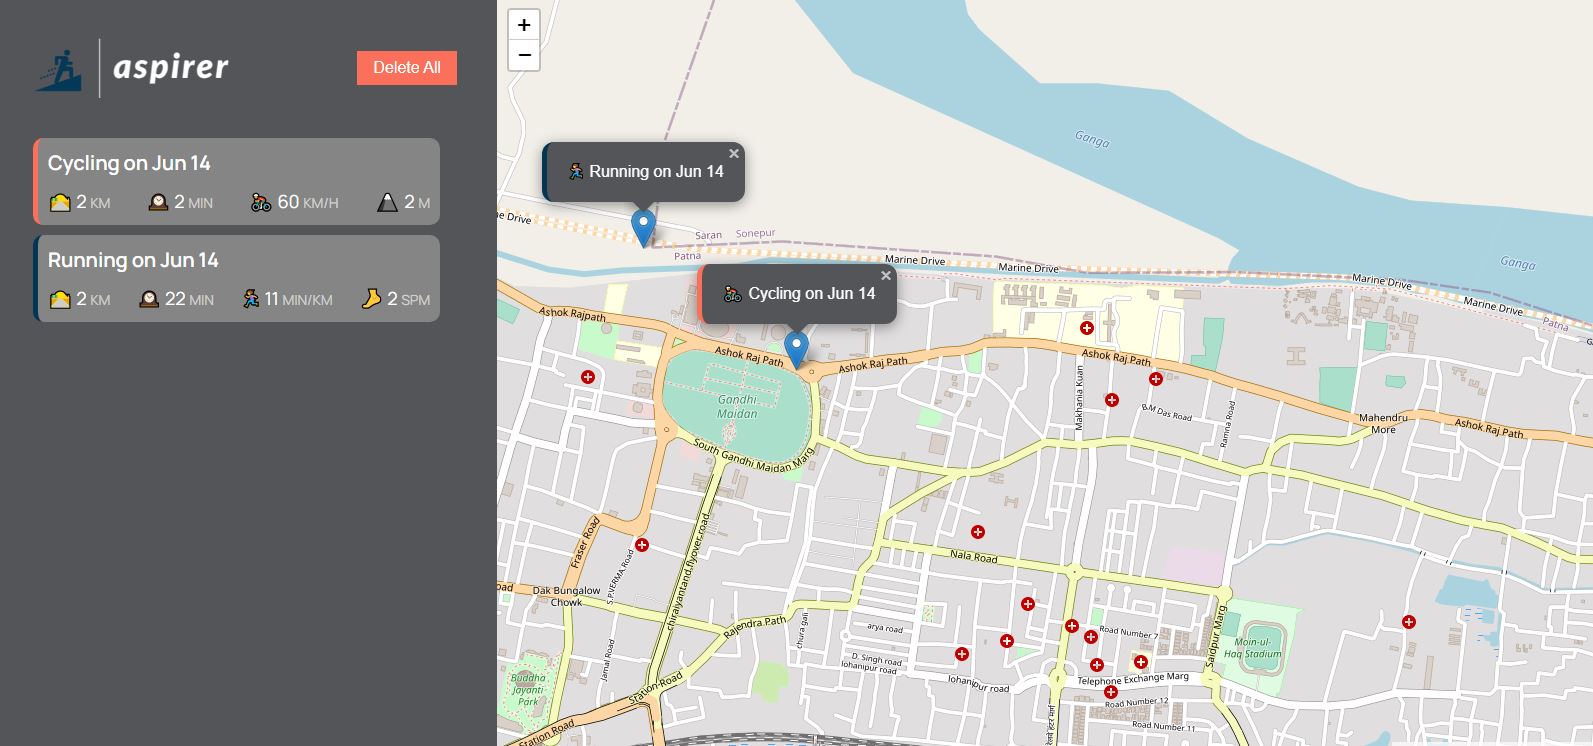 aspirer
Delete All
Cycling on Jun 14
2 KM 2 MIN 60 KM/H 2 M
Running on Jun 14
2 KM 22 MIN 11 MIN/KM 2 SPM
+
−
Ganga
Running on Jun 14 ×
ne Drive
Saran Sonepur
Patna
Marine Drive
Marine Drive
Ganga
Marine Drive
Marine Drive
Patna
Cycling on Jun 14 ×
Ashok Rajpath
Ashok Raj Path
Ashok Raj Path
Ashok Raj Path
Gandhi
Maidan
Makhania Kuan
B.M Das Road
Ramna Road
Mahendru
More
Ashok Raj Path
South Gandhi Maidan Marg
Fraser Road
S.P.VERMA.Road
chiraiyantand.flyover.road
Nala Road
oad
Dak Bungalow
Chowk
Rajendra Path
chura gali
arya road
Road Number 7
Saidpur Marg
Moin-ul-
Haq Stadium
Jamal Road
D. Singh road
lohanipur road
lohanipur road
Telephone Exchange Marg
Buddha
Jayanti
Park
Station Road
Road Number 12
Station Road
Road Number 11